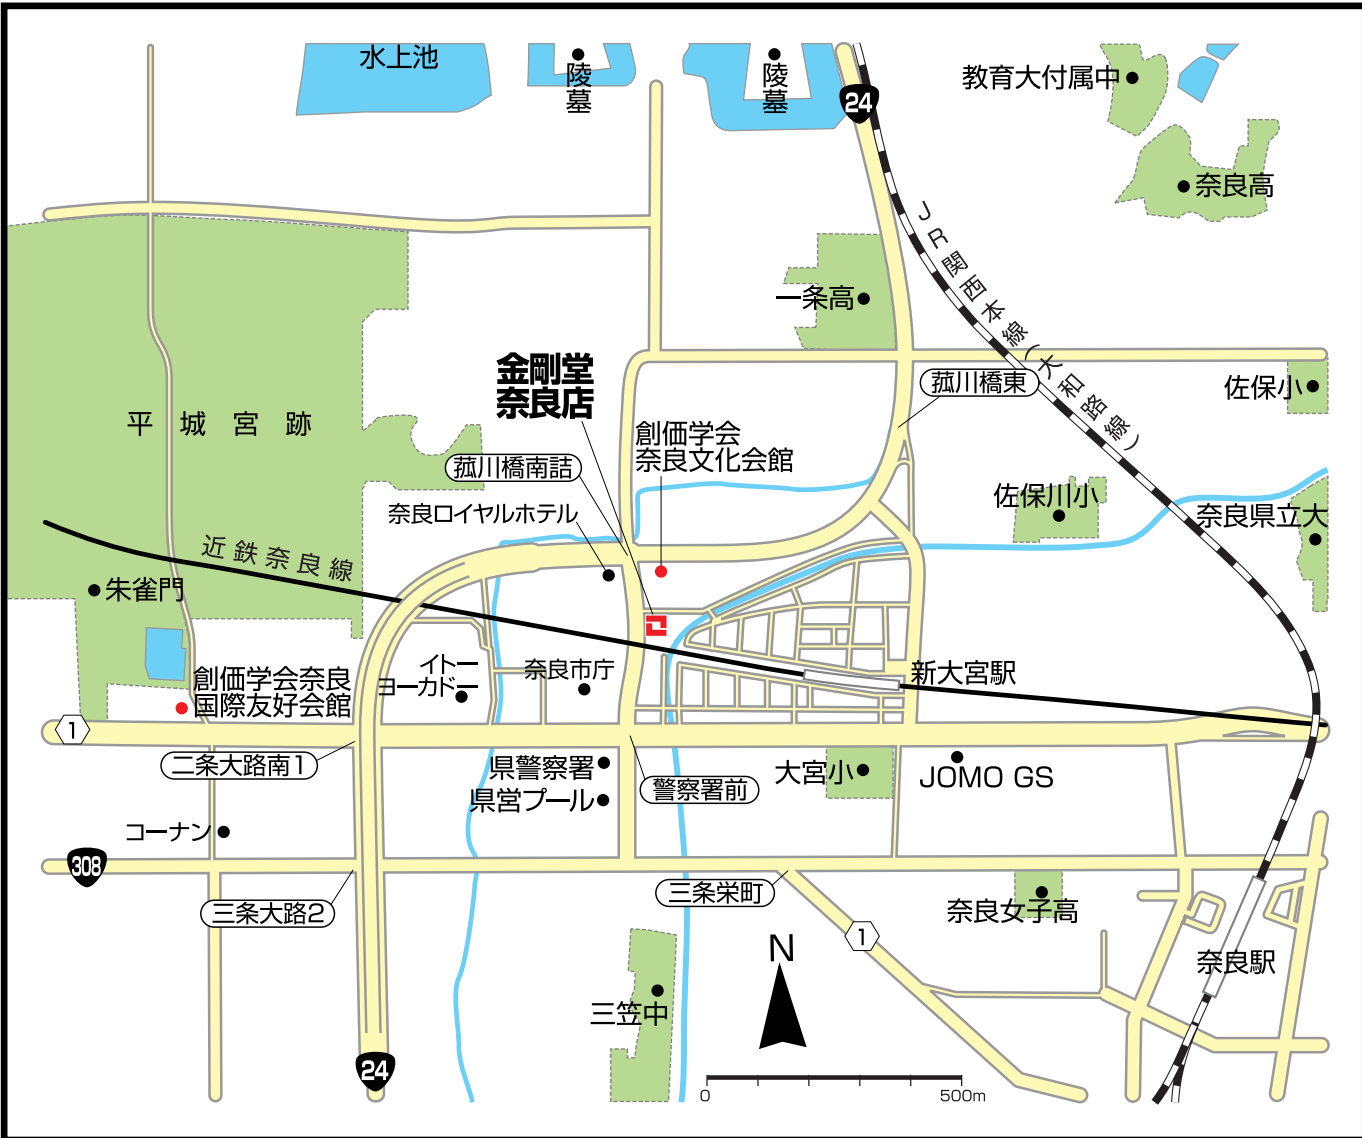 水上池
陵墓
陵墓
24
教育大付属中
奈良高
JR関西本線(大和路線)
一条高
金剛堂
奈良店
菰川橋東
佐保小
平城宮跡
創価学会
奈良文化会館
菰川橋南詰
奈良ロイヤルホテル
佐保川小
奈良県立大
近鉄奈良線
朱雀門
イトー
ヨーカドー
奈良市庁
新大宮駅
創価学会奈良
国際友好会館
1
二条大路南1
県警察署
県営プール
警察署前
大宮小
JOMO GS
コーナン
308
三条大路2
三条栄町
奈良女子高
1
N
奈良駅
三笠中
24
0
500m